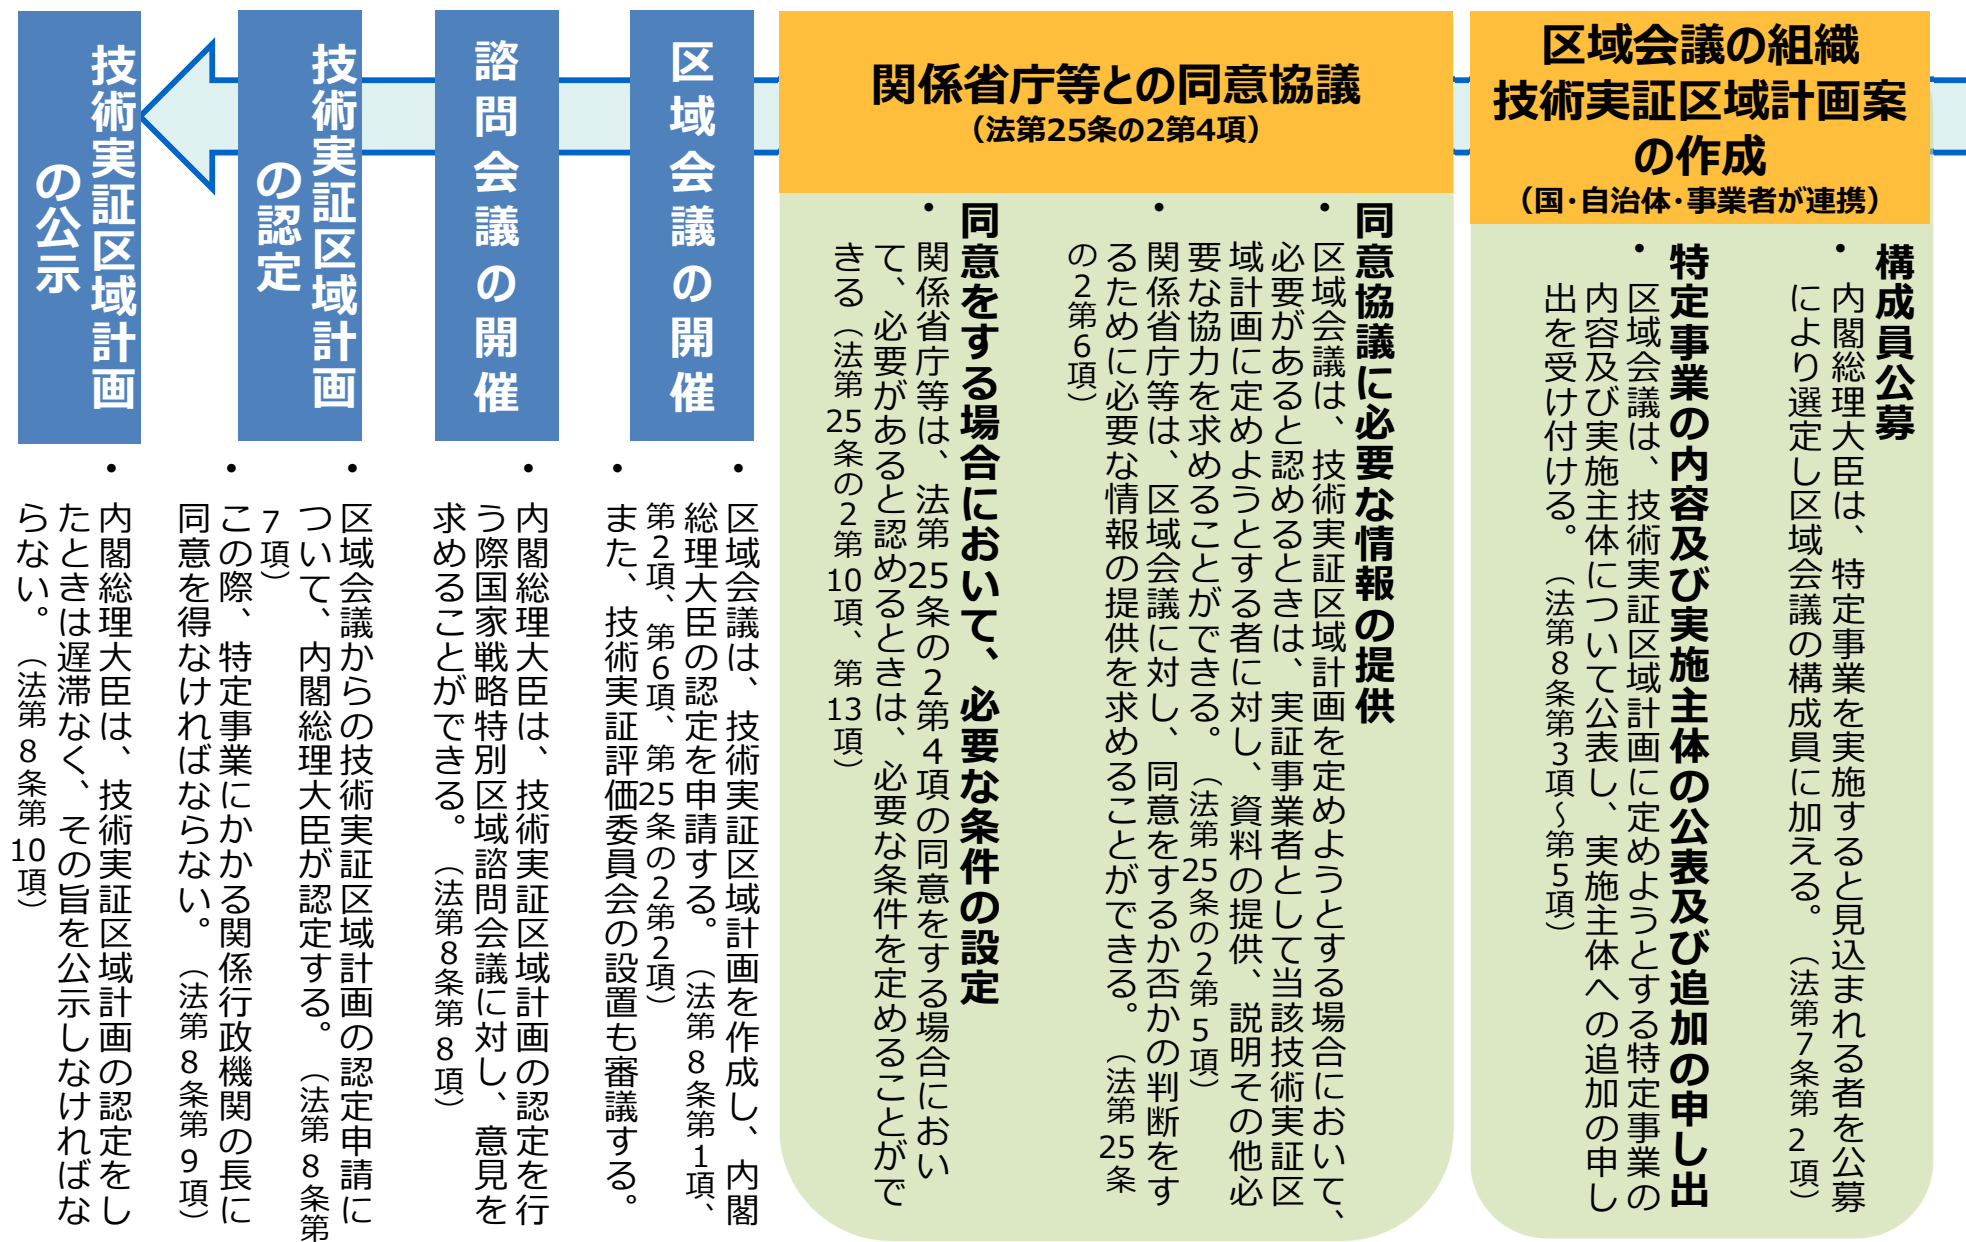 区域会議の組織
技術実証区域計画案
の作成
（国･自治体･事業者が連携）
構成員公募
・内閣総理大臣は、特定事業を実施すると見込まれる者を公募
により選定し区域会議の構成員に加える。（法第７条第２項）
特定事業の内容及び実施主体の公表及び追加の申し出
・区域会議は、技術実証区域計画に定めようとする特定事業の
内容及び実施主体について公表し、実施主体への追加の申し
出を受け付ける。（法第８条第３項～第５項）
関係省庁等との同意協議
（法第25条の2第4項）
同意協議に必要な情報の提供
・区域会議は、技術実証区域計画を定めようとする場合において、
必要があると認めるときは、実証事業者として当該技術実証区
域計画に定めようとする者に対し、資料の提供、説明その他必
要な協力を求めることができる。（法第25条の２第５項）
・関係省庁等は、区域会議に対し、同意をするか否かの判断をす
るために必要な情報の提供を求めることができる。（法第25条
の２第６項）
同意をする場合において、必要な条件の設定
・関係省庁等は、法第25条の２第４項の同意をする場合におい
て、必要があると認めるときは、必要な条件を定めることがで
きる（法第25条の２第10項、第13項）
区域会議の開催
・区域会議は、技術実証区域計画を作成し、内閣
総理大臣の認定を申請する。（法第８条第１項、
第２項、第６項、第25条の２第２項）
・また、技術実証評価委員会の設置も審議する。
諮問会議の開催
・内閣総理大臣は、技術実証区域計画の認定を行
う際国家戦略特別区域諮問会議に対し、意見を
求めることができる。（法第８条第８項）
技術実証区域計画
の認定
・区域会議からの技術実証区域計画の認定申請に
ついて、内閣総理大臣が認定する。（法第８条第
７項）
・この際、特定事業にかかる関係行政機関の長に
同意を得なければならない。（法第８条第９項）
技術実証区域計画
の公示
・内閣総理大臣は、技術実証区域計画の認定をし
たときは遅滞なく、その旨を公示しなければな
らない。（法第８条第10項）